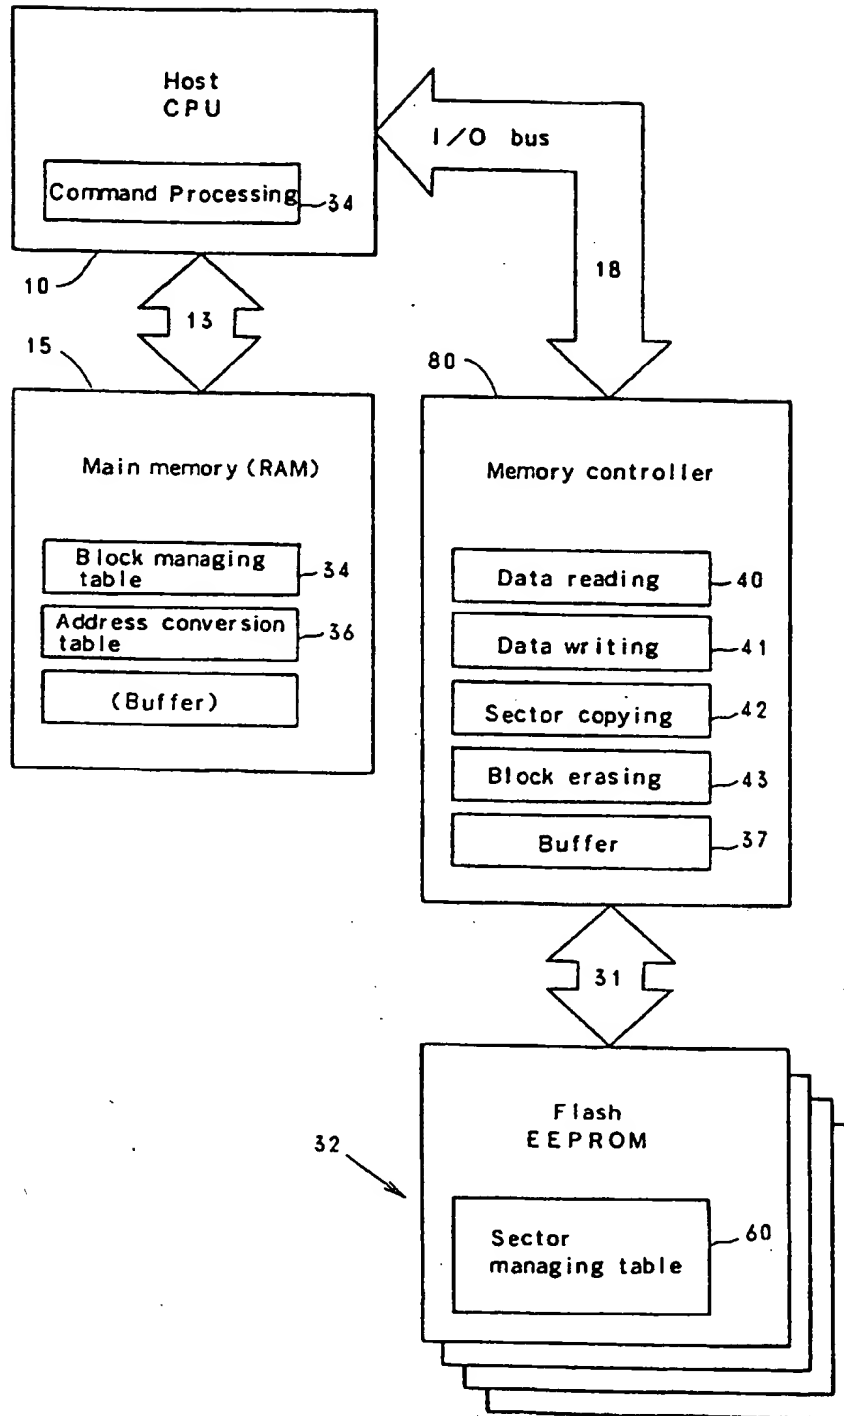 Host
CPU
Command Processing
34
10
I/O bus
18
13
15
Main memory (RAM)
Block managing
table
34
Address conversion
table
36
(Buffer)
80
Memory controller
Data reading
40
Data writing
41
Sector copying
42
Block erasing
43
Buffer
37
31
32
Flash
EEPROM
Sector
managing table
60